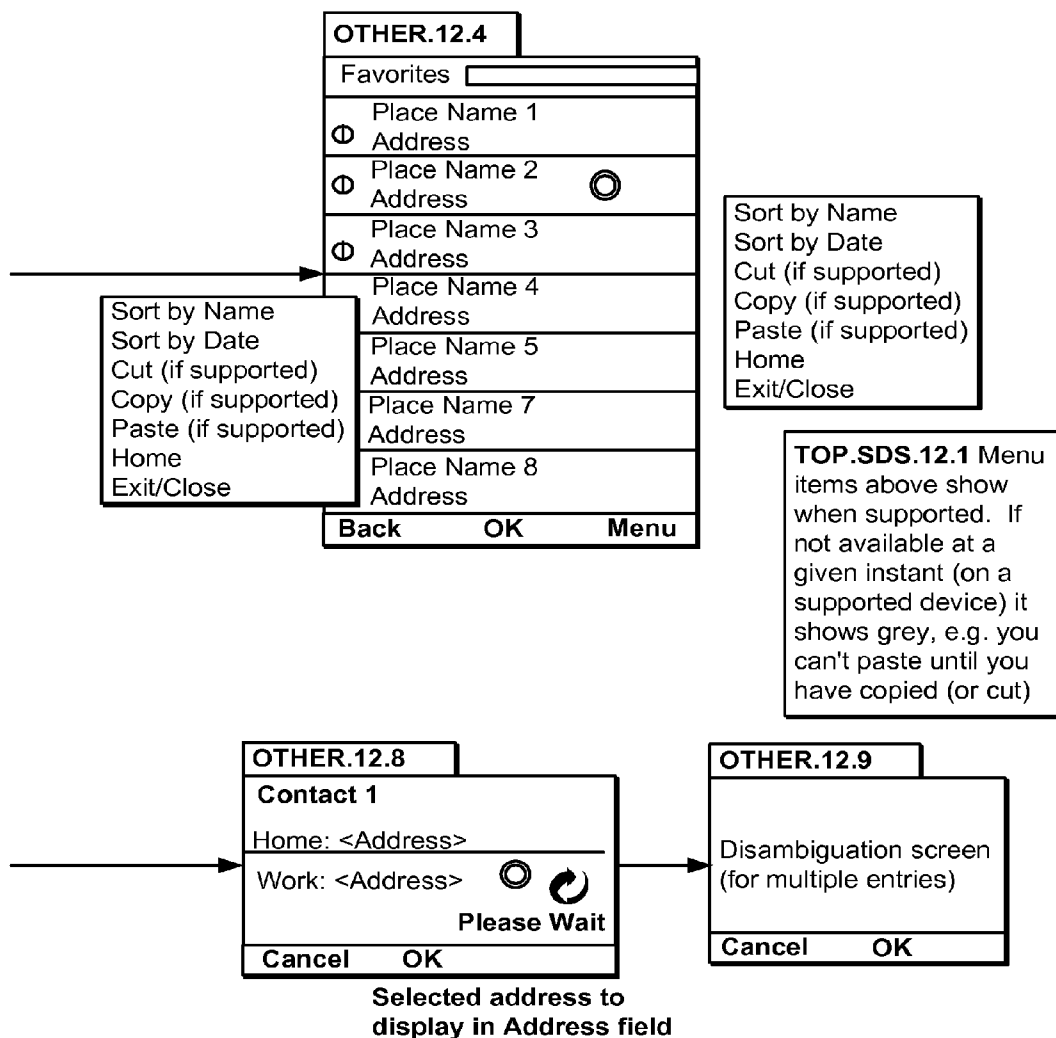 OTHER.12.4
Favorites
Place Name 1
Address
Place Name 2
Address
Place Name 3
Address
Place Name 4
Address
Place Name 5
Address
Place Name 7
Address
Place Name 8
Address
Back OK Menu
Sort by Name
Sort by Date
Cut (if supported)
Copy (if supported)
Paste (if supported)
Home
Exit/Close
Sort by Name
Sort by Date
Cut (if supported)
Copy (if supported)
Paste (if supported)
Home
Exit/Close
TOP.SDS.12.1 Menu
items above show
when supported. If
not available at a
given instant (on a
supported device) it
shows grey, e.g. you
can't paste until you
have copied (or cut)
OTHER.12.8
Contact 1
Home: <Address>
Work: <Address>
Please Wait
Cancel OK
Selected address to
display in Address field
OTHER.12.9
Disambiguation screen
(for multiple entries)
Cancel OK